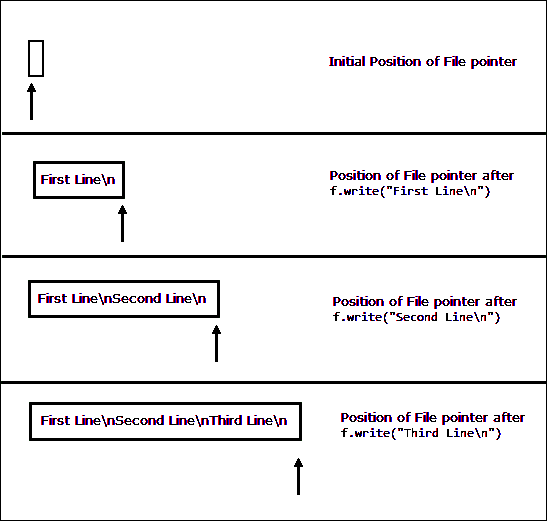 Initial Position of File pointer
First Line\n
Position of File pointer after
f.write("First Line\n")
First Line\nSecond Line\n
Position of File pointer after
f.write("Second Line\n")
First Line\nSecond Line\nThird Line\n
Position of File pointer after
f.write("Third Line\n")